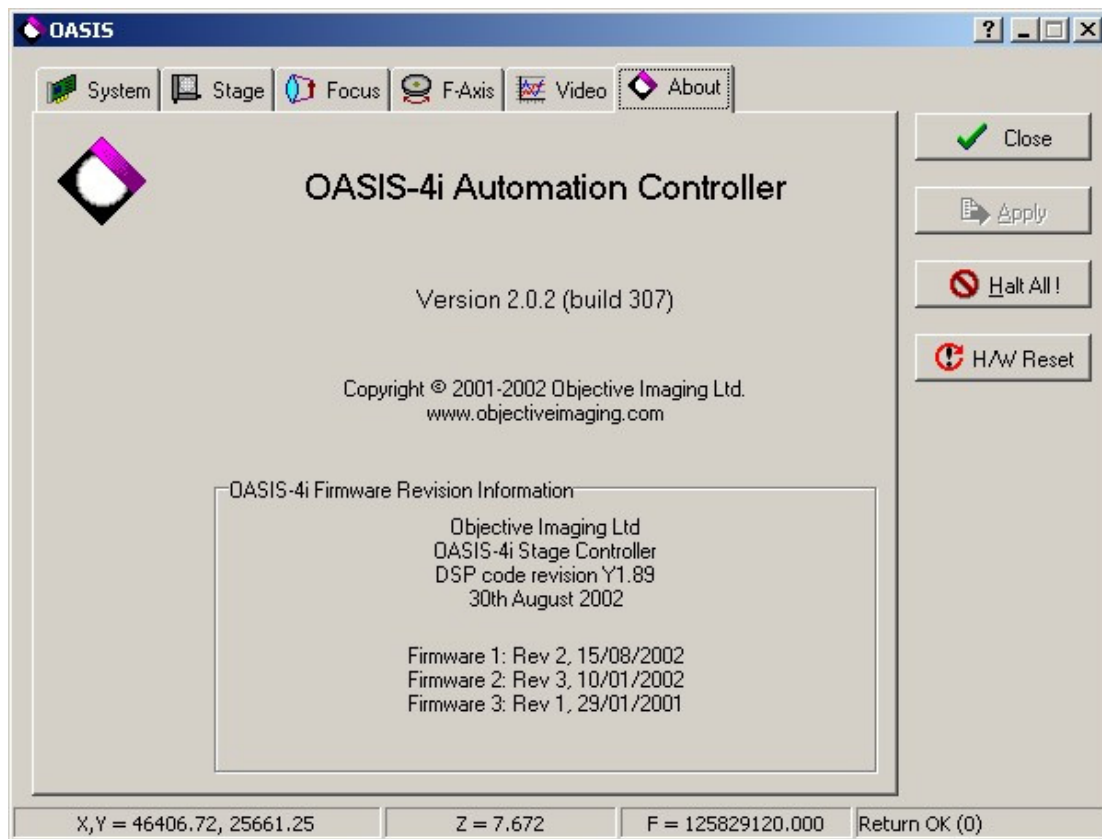 OASIS
System Stage Focus F-Axis Video About
OASIS-4i Automation Controller
Version 2.0.2 (build 307)
Copyright © 2001-2002 Objective Imaging Ltd.
www.objectiveimaging.com
OASIS-4i Firmware Revision Information
Objective Imaging Ltd
OASIS-4i Stage Controller
DSP code revision Y1.89
30th August 2002
Firmware 1: Rev 2, 15/08/2002
Firmware 2: Rev 3, 10/01/2002
Firmware 3: Rev 1, 29/01/2001
Close
Apply
Halt All !
H/W Reset
X,Y = 46406.72, 25661.25 Z = 7.672 F = 125829120.000 Return OK (0)